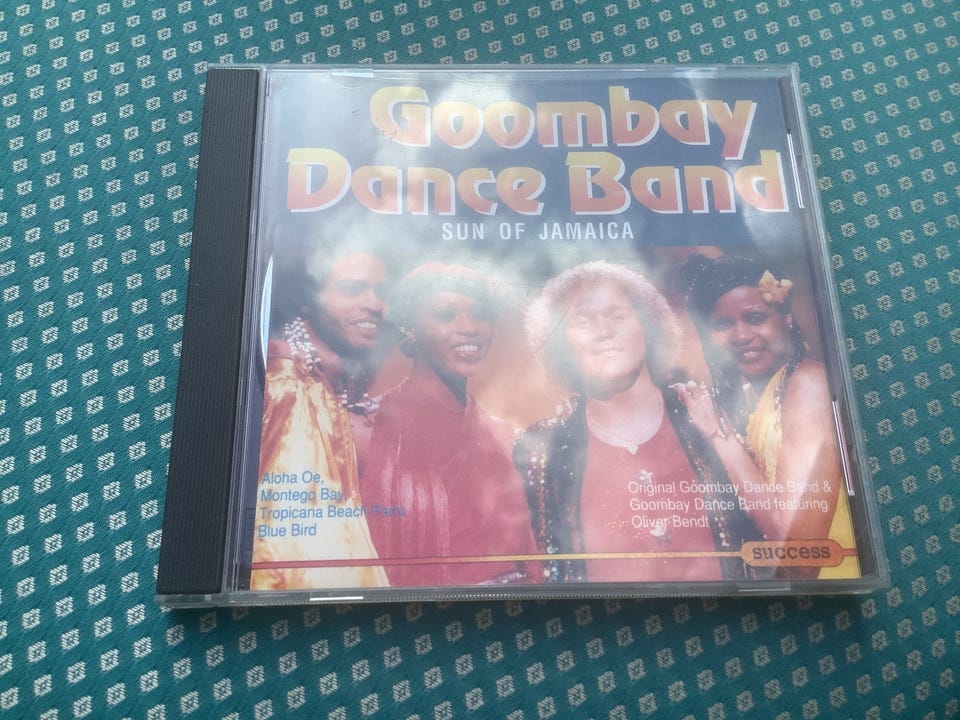 Goombay
Dance Band
SUN OF JAMAICA
Aloha Oe,
Montego Bay,
Tropicana Beach Party,
Blue Bird
Original Goombay Dance Band &
Goombay Dance Band featuring
Oliver Bendt
success